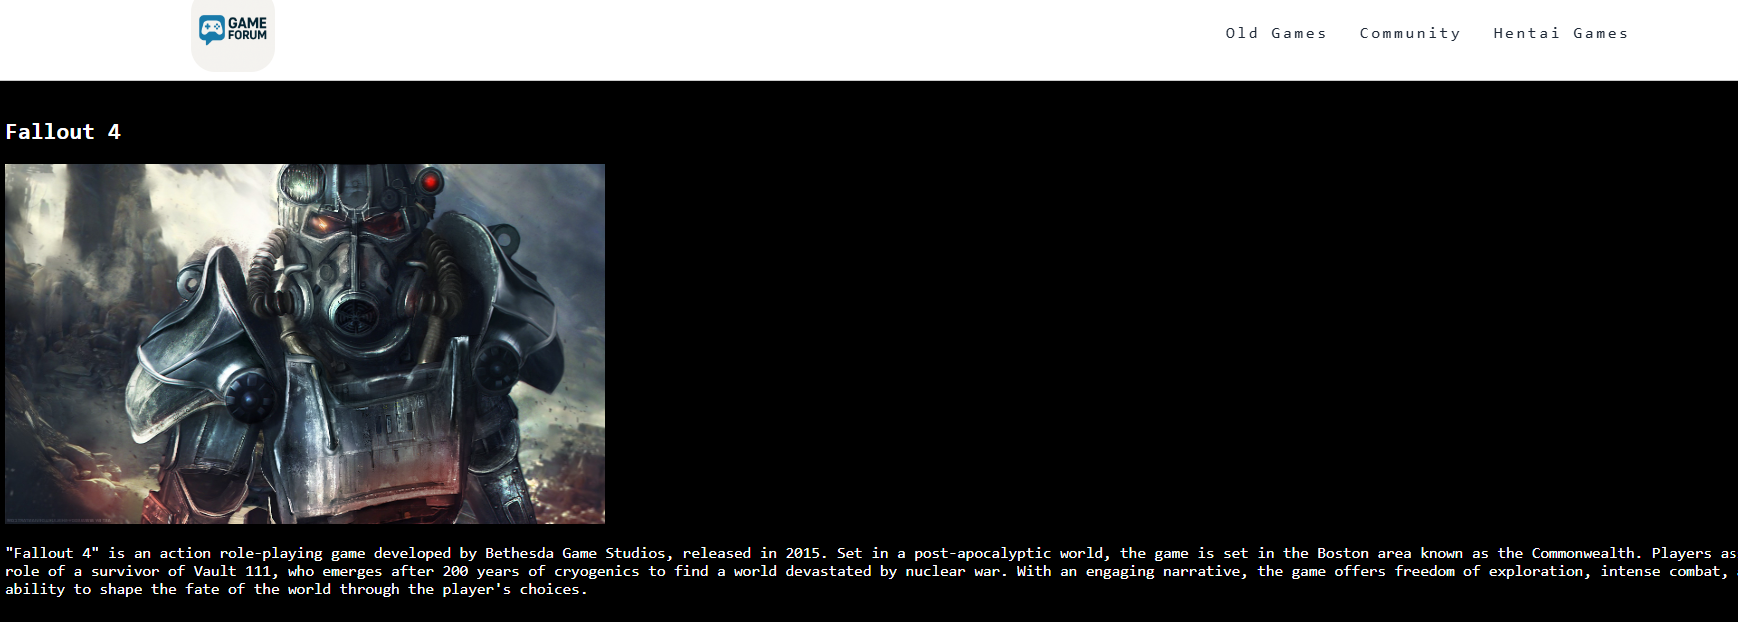 GAME
FORUM
Old Games Community Hentai Games
Fallout 4
"Fallout 4" is an action role-playing game developed by Bethesda Game Studios, released in 2015. Set in a post-apocalyptic world, the game is set in the Boston area known as the Commonwealth. Players as
role of a survivor of Vault 111, who emerges after 200 years of cryogenics to find a world devastated by nuclear war. With an engaging narrative, the game offers freedom of exploration, intense combat,
ability to shape the fate of the world through the player's choices.